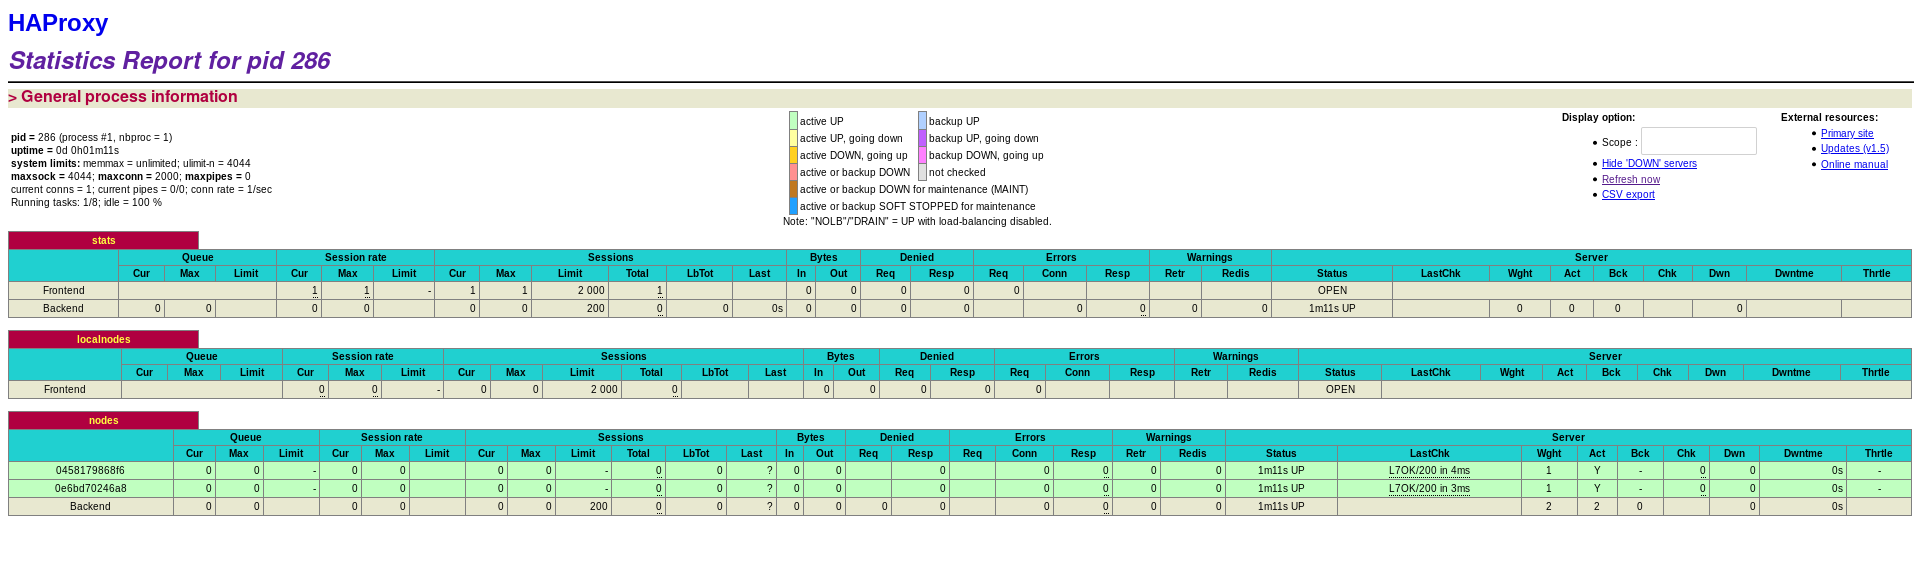 HAProxy
Statistics Report for pid 286
> General process information
pid = 286 (process #1, nbproc = 1)
uptime = 0d 0h01m11s
system limits: memmax = unlimited; ulimit-n = 4044
maxsock = 4044; maxconn = 2000; maxpipes = 0
current conns = 1; current pipes = 0/0; conn rate = 1/sec
Running tasks: 1/8; idle = 100 %
active UP backup UP
active UP, going down backup UP, going down
active DOWN, going up backup DOWN, going up
active or backup DOWN not checked
active or backup DOWN for maintenance (MAINT)
active or backup SOFT STOPPED for maintenance
Note: "NOLB"/"DRAIN" = UP with load-balancing disabled.
Display option:
• Scope :
• Hide 'DOWN' servers
• Refresh now
• CSV export
External resources:
• Primary site
• Updates (v1.5)
• Online manual
stats
Queue Session rate Sessions Bytes Denied Errors Warnings Server
Cur Max Limit Cur Max Limit Cur Max Limit Total LbTot Last In Out Req Resp Req Conn Resp Retr Redis Status LastChk Wght Act Bck Chk Dwn Dwntme Thrtle
Frontend 1 1 - 1 1 2 000 1 0 0 0 0 0 OPEN
Backend 0 0 0 0 0 0 200 0 0 0s 0 0 0 0 0 0 0 0 1m11s UP 0 0 0 0
localnodes
Queue Session rate Sessions Bytes Denied Errors Warnings Server
Cur Max Limit Cur Max Limit Cur Max Limit Total LbTot Last In Out Req Resp Req Conn Resp Retr Redis Status LastChk Wght Act Bck Chk Dwn Dwntme Thrtle
Frontend 0 0 - 0 0 2 000 0 0 0 0 0 0 OPEN
nodes
Queue Session rate Sessions Bytes Denied Errors Warnings Server
Cur Max Limit Cur Max Limit Cur Max Limit Total LbTot Last In Out Req Resp Req Conn Resp Retr Redis Status LastChk Wght Act Bck Chk Dwn Dwntme Thrtle
0458179868f6 0 0 - 0 0 0 0 - 0 0 ? 0 0 0 0 0 0 0 1m11s UP L7OK/200 in 4ms 1 Y - 0 0 0s -
0e6bd70246a8 0 0 - 0 0 0 0 - 0 0 ? 0 0 0 0 0 0 0 1m11s UP L7OK/200 in 3ms 1 Y - 0 0 0s -
Backend 0 0 0 0 0 0 200 0 0 ? 0 0 0 0 0 0 0 0 1m11s UP 2 2 0 0 0s